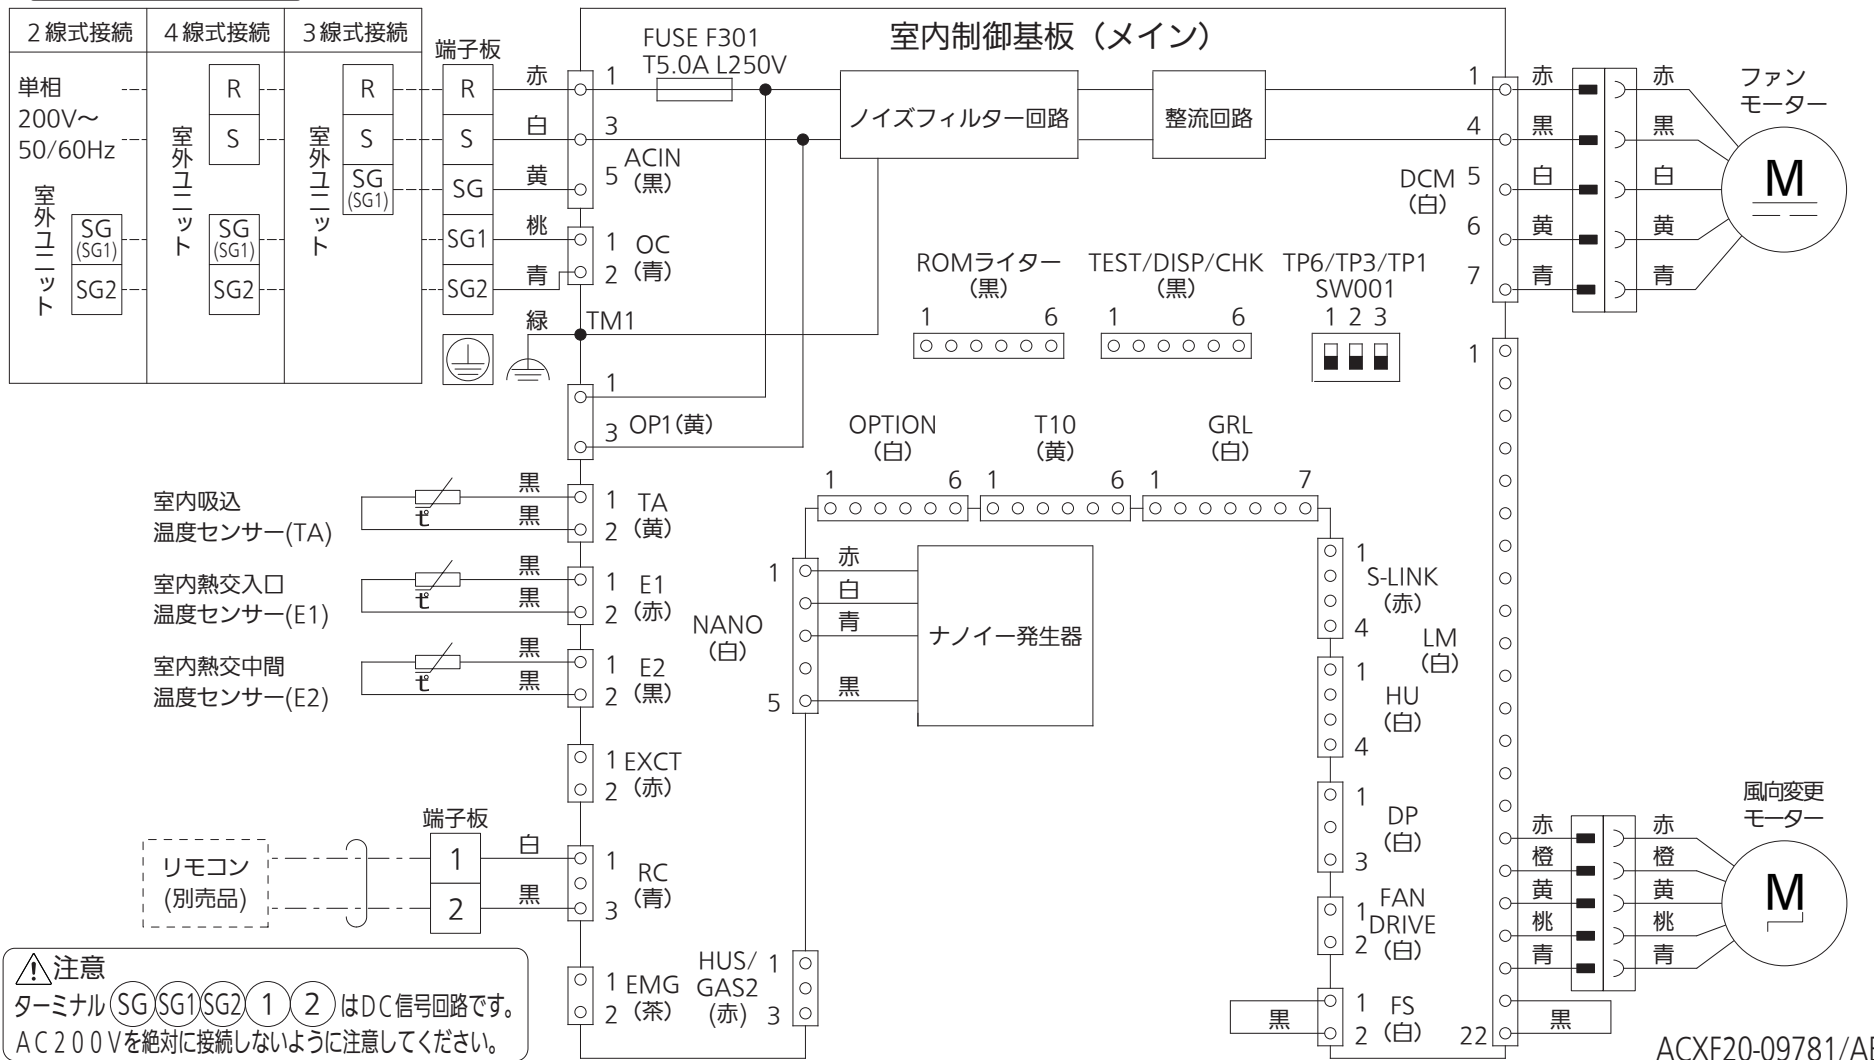 2線式接続 4線式接続 3線式接続
単相
200V～
50/60Hz
室外ユニット
SG
(SG1)
SG2
室外ユニット
R
S
SG
(SG1)
SG2
室外ユニット
R
S
SG
(SG1)
端子板
R
S
SG
SG1
SG2
赤
白
黄
桃
青
緑
室内制御基板（メイン）
FUSE F301
T5.0A L250V
1
3
5
ACIN
（黒）
1
2
OC
（青）
TM1
1
3
OP1(黄)
ノイズフィルター回路
整流回路
ROMライター
（黒）
1 6
TEST/DISP/CHK
（黒）
1 6
TP6/TP3/TP1
SW001
1 2 3
1
4
5
6
7
DCM
（白）
赤 赤
黒 黒
白 白
黄 黄
青 青
ファン
モーター
M
室内吸込
温度センサー(TA)
t
黒
黒
1
2
TA
（黄）
室内熱交入口
温度センサー(E1)
t
黒
黒
1
2
E1
（赤）
室内熱交中間
温度センサー(E2)
t
黒
黒
1
2
E2
（黒）
1
2
EXCT
（赤）
リモコン
(別売品)
端子板
1
2
白
黒
1
3
RC
（青）
1
2
EMG
（茶）
HUS/
GAS2
(赤)
1
3
OPTION
（白）
1 6
T10
（黄）
1 6
GRL
（白）
1 7
NANO
（白）
1
5
赤
白
青
黒
ナノイー発生器
1
4
S-LINK
（赤）
1
4
HU
（白）
1
3
DP
（白）
1
2
FAN
DRIVE
（白）
1
2
FS
（白）
黒
LM
（白）
1
22
赤 赤
橙 橙
黄 黄
桃 桃
青 青
黒
風向変更
モーター
M
注意
ターミナル SG SG1 SG2 1 2 はDC信号回路です。
AC200Vを絶対に接続しないように注意してください。